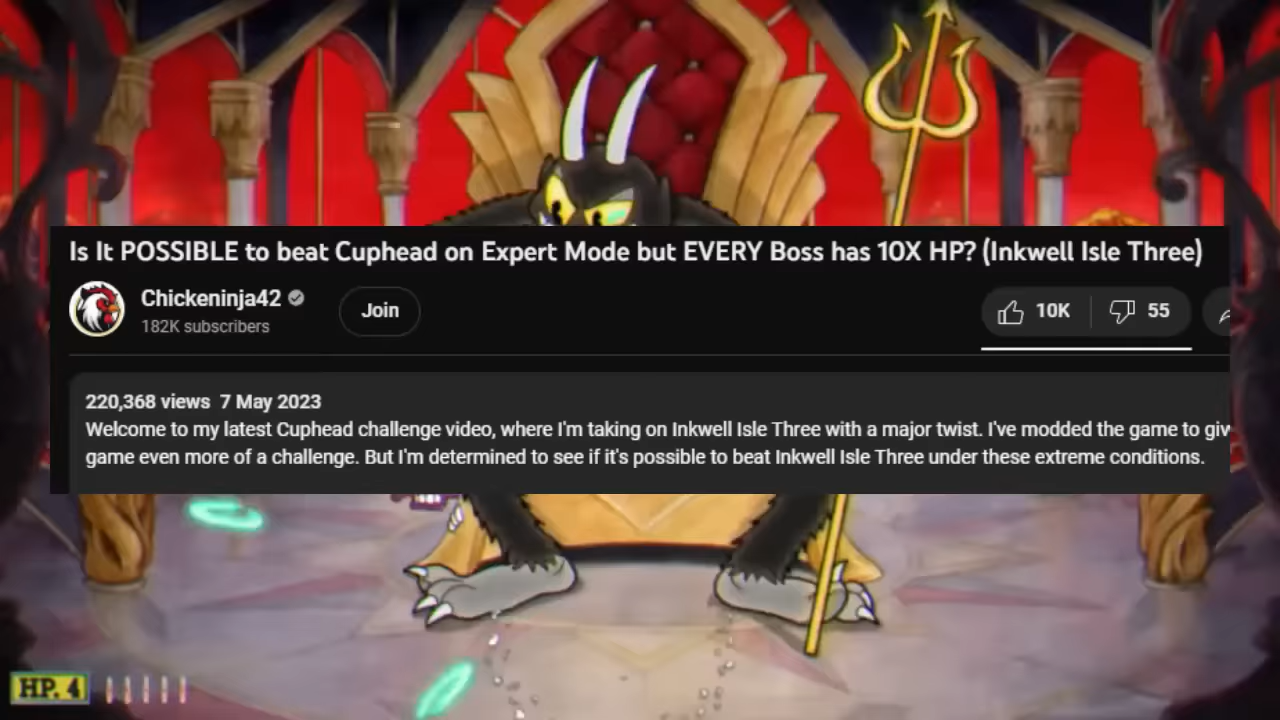 Is It POSSIBLE to beat Cuphead on Expert Mode but EVERY Boss has 10X HP? (Inkwell Isle Three)
Chickeninja42
182K subscribers
Join
10K
55
220,368 views 7 May 2023
Welcome to my latest Cuphead challenge video, where I'm taking on Inkwell Isle Three with a major twist. I've modded the game to giv
game even more of a challenge. But I'm determined to see if it's possible to beat Inkwell Isle Three under these extreme conditions.
HP. 4